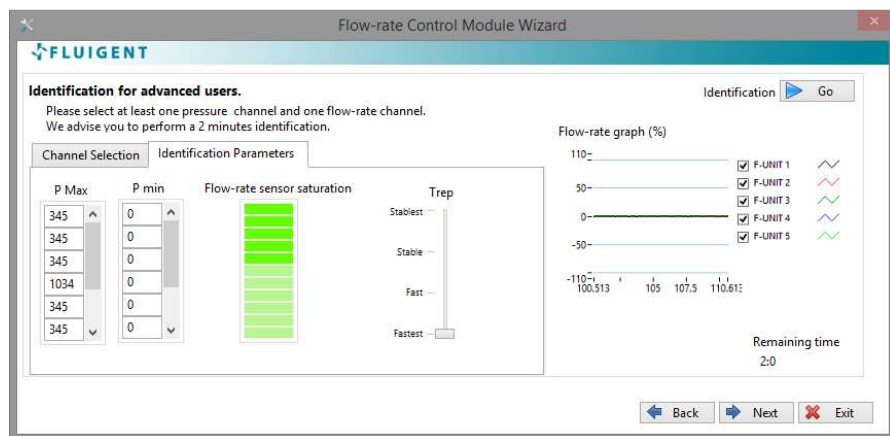 Flow-rate Control Module Wizard
FLUIGENT
Identification for advanced users.
Please select at least one pressure channel and one flow-rate channel.
We advise you to perform a 2 minutes identification.
Identification Go
Channel Selection Identification Parameters
P Max P min Flow-rate sensor saturation Trep
345 0
345 0
345 0
1034 0
345 0
345 0
Stablest
Stable
Fast
Fastest
Flow-rate graph (%)
110
50
0
-50
-110
100.513 105 107.5 110.613
F-UNIT 1
F-UNIT 2
F-UNIT 3
F-UNIT 4
F-UNIT 5
Remaining time
2:0
Back Next Exit